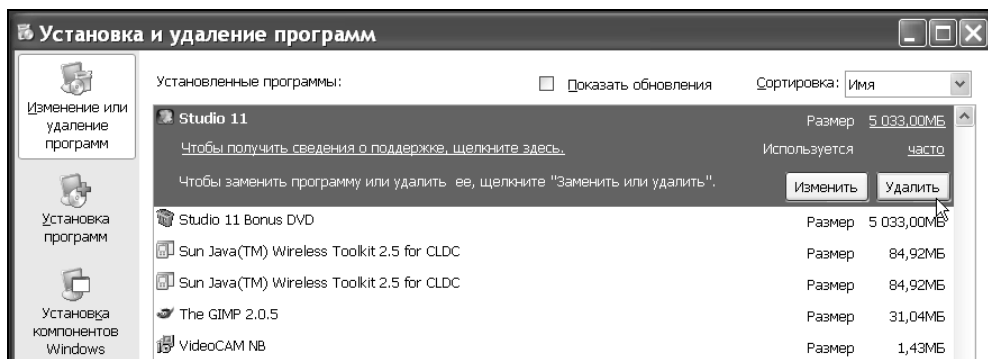 Установка и удаление программ
Изменение или
удаление
программ
Установка
программ
Установка
компонентов
Windows
Установленные программы:
Показать обновления
Сортировка: Имя
Studio 11
Размер 5 033,00МБ
Чтобы получить сведения о поддержке, щелкните здесь.
Используется часто
Чтобы заменить программу или удалить ее, щелкните "Заменить или удалить".
Изменить Удалить
Studio 11 Bonus DVD Размер 5 033,00МБ
Sun Java(TM) Wireless Toolkit 2.5 for CLDC Размер 84,92МБ
Sun Java(TM) Wireless Toolkit 2.5 for CLDC Размер 84,92МБ
The GIMP 2.0.5 Размер 31,04МБ
VideoCAM NB Размер 1,43МБ